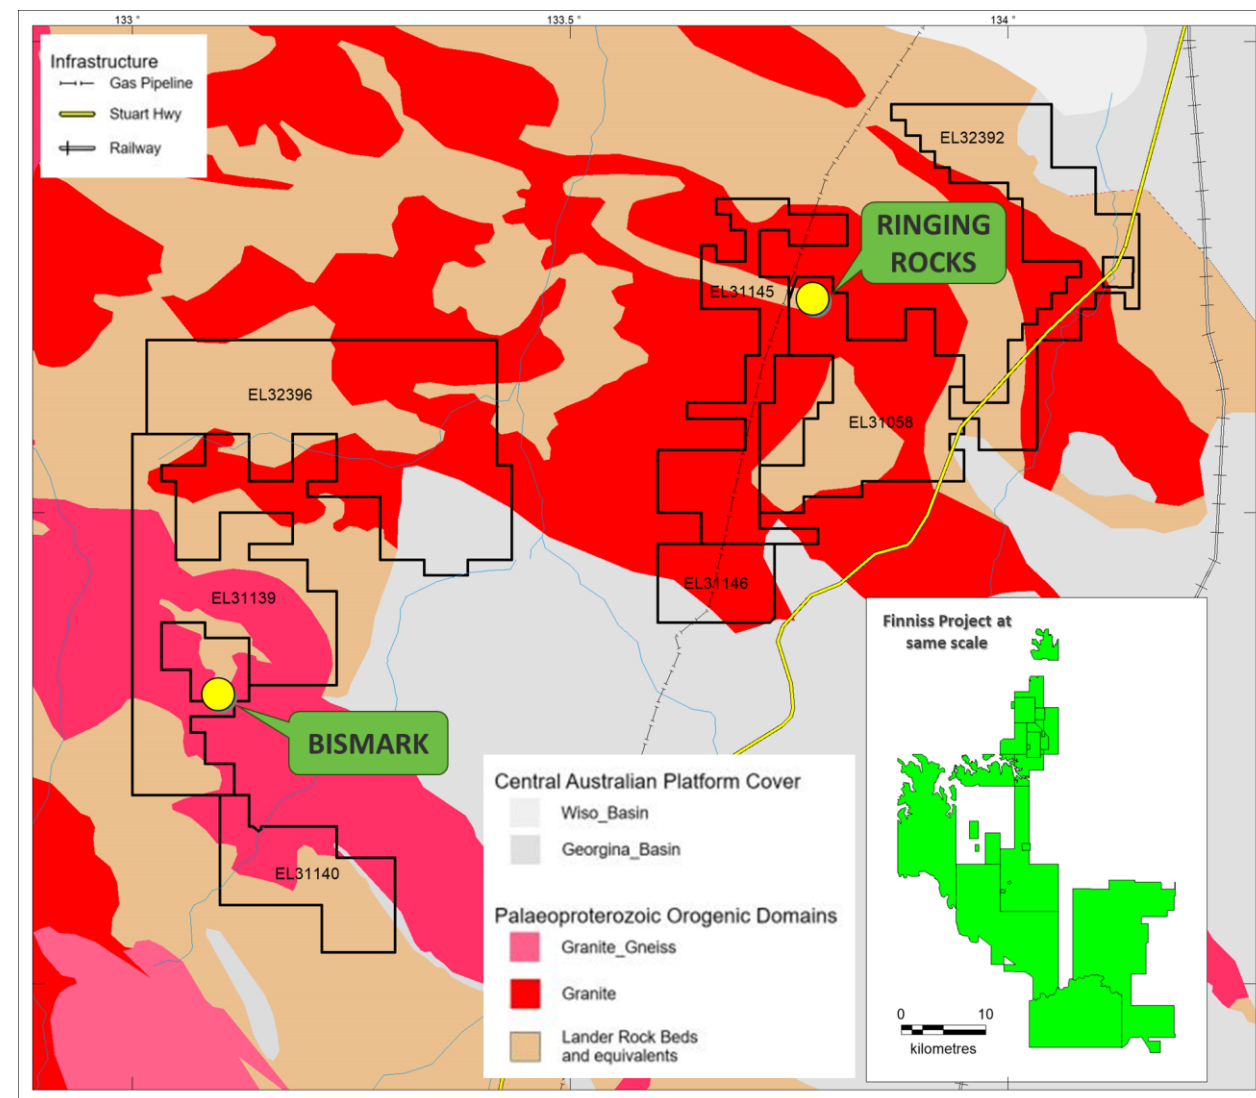 133 °
133.5 °
134 °
Infrastructure
Gas Pipeline
Stuart Hwy
Railway
EL32392
RINGING
ROCKS
EL31145
EL32396
EL31058
EL31146
EL31139
BISMARK
EL31140
Finniss Project at
same scale
0 10
kilometres
Central Australian Platform Cover
Wiso_Basin
Georgina_Basin
Palaeoproterozoic Orogenic Domains
Granite_Gneiss
Granite
Lander Rock Beds
and equivalents